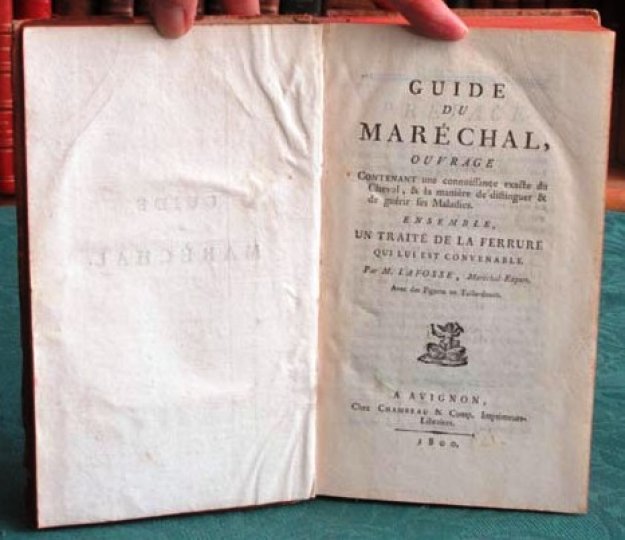 GUIDE
DU
MARÉCHAL,
OUVRAGE
CONTENANT une connoissance exacte du
Cheval, & la manière de distinguer &
de guérir ses Maladies.
ENSEMBLE,
UN TRAITÉ DE LA FERRURE
QUI LUI EST CONVENABLE.
Par M. LAFOSSE, Maréchal-Expert.
Avec des Figures en Taille-douce.
A AVIGNON,
Chez CHAMBEAU & Comp. Imprimeurs-
Libraires.
1800.